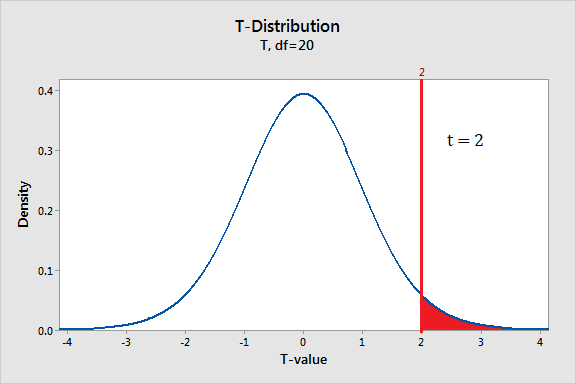 T-Distribution
T, df=20
2
0.4
t = 2
0.3
0.2
0.1
0.0
Density
-4 -3 -2 -1 0 1 2 3 4
T-value